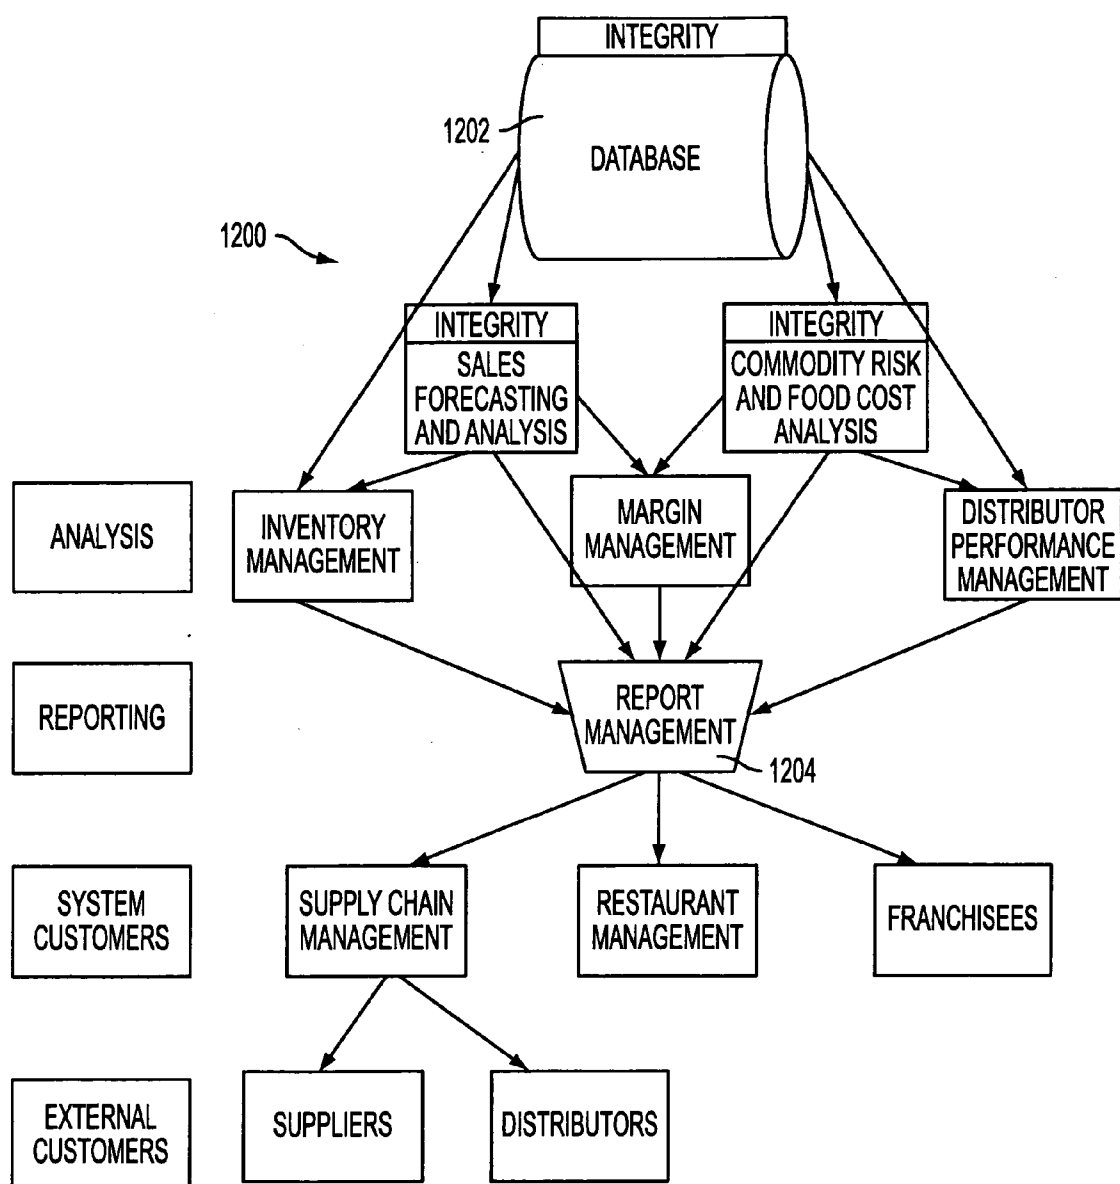 INTEGRITY
1202
DATABASE
1200
INTEGRITY
SALES
FORECASTING
AND ANALYSIS
INTEGRITY
COMMODITY RISK
AND FOOD COST
ANALYSIS
ANALYSIS
INVENTORY
MANAGEMENT
MARGIN
MANAGEMENT
DISTRIBUTOR
PERFORMANCE
MANAGEMENT
REPORTING
REPORT
MANAGEMENT
1204
SYSTEM
CUSTOMERS
SUPPLY CHAIN
MANAGEMENT
RESTAURANT
MANAGEMENT
FRANCHISEES
EXTERNAL
CUSTOMERS
SUPPLIERS
DISTRIBUTORS